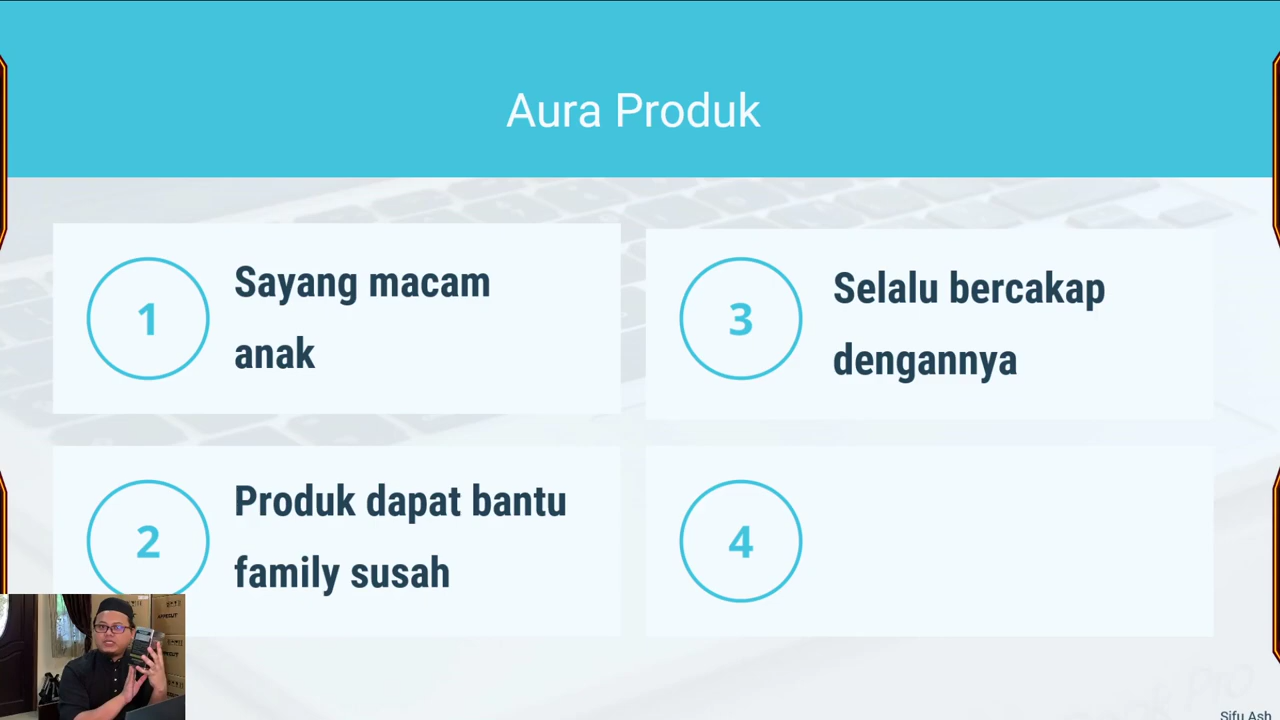 Aura Produk
1
Sayang macam
anak
2
Produk dapat bantu
family susah
3
Selalu bercakap
dengannya
4
Sifu Ash